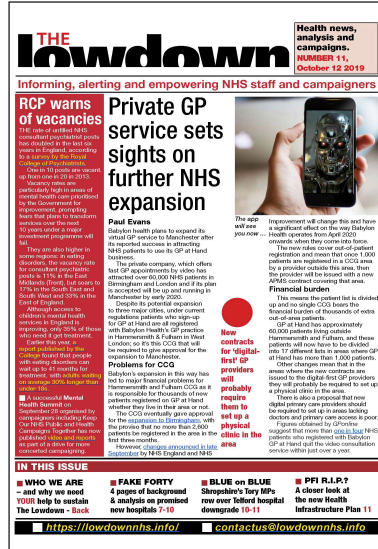 THE
lowdown
Health news,
analysis and
campaigns.
NUMBER 11,
October 12 2019
Informing, alerting and empowering NHS staff and campaigners
RCP warns
of vacancies
THE rate of unfilled NHS
consultant psychiatrist posts
has doubled in the last six
years in England, according
to a survey by the Royal
College of Psychiatrists.
One in 10 posts are vacant,
up from one in 20 in 2013.
Vacancy rates are
particularly high in areas of
mental health care prioritised
by the Government for
improvement, prompting
fears that plans to transform
services over the next
10 years under a major
investment programme will
fail.
They are also higher in
some regions: in eating
disorders, the vacancy rate
for consultant psychiatric
posts is 11% in the East
Midlands (Trent), but soars to
17% in the South East and
South West and 33% in the
East of England.
Although access to
children's mental health
services in England is
improving, only 35% of those
who need it get treatment.
Earlier this year, a
report published by the
College found that people
with eating disorders can
wait up to 41 months for
treatment, with adults waiting
on average 30% longer than
under-18s.
A successful Mental
Health Summit on
September 28 organised by
campaigners including Keep
Our NHS Public and Health
Campaigns Together has now
published video and reports
as part of a drive for more
concerted campaigning.
Private GP
service sets
sights on
further NHS
expansion
Paul Evans
Babylon health plans to expand its
virtual GP service to Manchester after
its reported success in attracting
NHS patients to use its GP at Hand
business.
The private company, which offers
fast GP appointments by video has
attracted over 60,000 NHS patients in
Birmingham and London and if its plan
is accepted will be up and running in
Manchester by early 2020.
Despite its potential expansion
to three major cities, under current
regulations patients who sign-up
for GP at Hand are all registered
with Babylon Health's GP practice
in Hammersmith & Fulham in West
London; so it's this CCG that will
be required to give approval for the
expansion to Manchester.
Problems for CCG
Babylon's expansion in this way has
led to major financial problems for
Hammersmith and Fulham CCG as it
is responsible for thousands of new
patients registered on GP at Hand
whether they live in their area or not.
The CCG eventually gave approval
for the expansion to Birmingham, with
the proviso that no more than 2,600
patients be registered in the area in the
first three months.
However, changes announced in late
September by NHS England and NHS
The app
will see
you now ...
New
contracts
for 'digital-
first' GP
providers
will
probably
require
them to
set up a
physical
clinic in the
area
Improvement will change this and have
a significant effect on the way Babylon
Health operates from April 2020
onwards when they come into force.
The new rules cover out-of-patient
registration and mean that once 1,000
patients are registered in a CCG area
by a provider outside this area, then
the provider will be issued with a new
APMS contract covering that area.
Financial burden
This means the patient list is divided
up and no single CCG bears the
financial burden of thousands of extra
out-of-area patients.
GP at Hand has approximately
60,000 patients living outside
Hammersmith and Fulham, and these
patients will now have to be divided
into 17 different lists in areas where GP
at Hand has more than 1,000 patients.
Other changes mean that in the
areas where the new contracts are
issued to the digital-first GP providers
they will probably be required to set up
a physical clinic in the area.
There is also a proposal that new
digital primary care providers should
be required to set up in areas lacking
doctors and primary care access is poor.
Figures obtained by GPonline
suggest that more than one in four NHS
patients who registered with Babylon
GP at Hand quit the video consultation
service within just over a year.
IN THIS ISSUE
WHO WE ARE
– and why we need
YOUR help to sustain
The Lowdown - Back
FAKE FORTY
4 pages of background
& analysis on promised
new hospitals 7-10
BLUE on BLUE
Shropshire's Tory MPs
row over Telford hospital
downgrade 10-11
PFI R.I.P.?
A closer look at
the new Health
Infrastructure Plan 11
https://lowdownnhs.info/
contactus@lowdownnhs.info